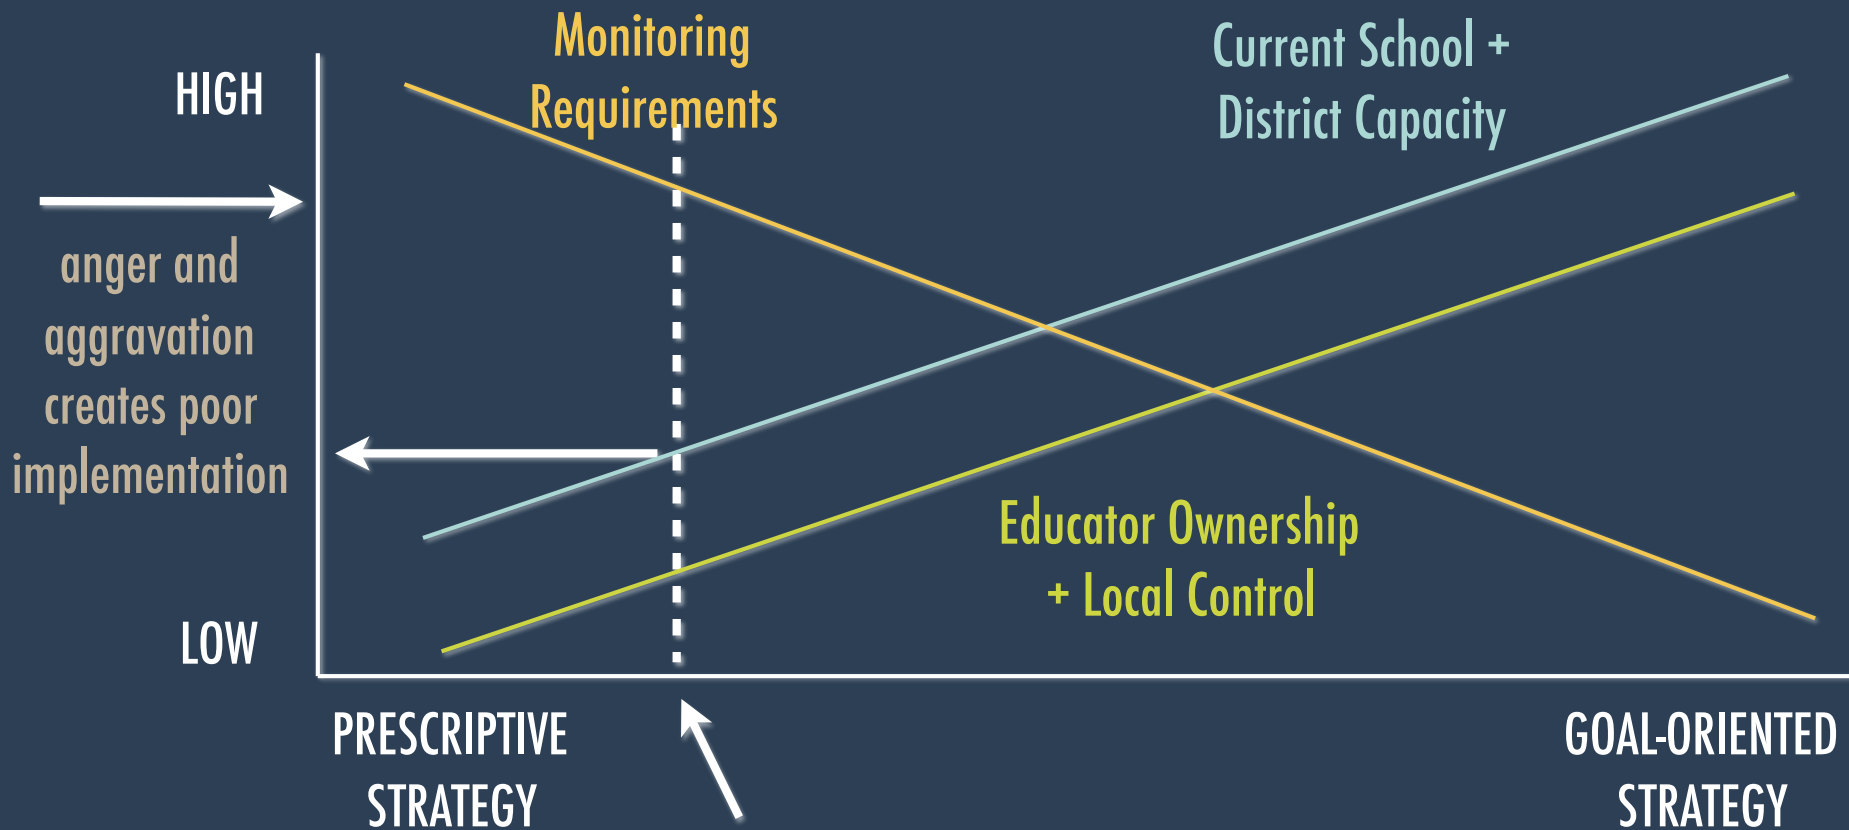 Monitoring
Requirements
Current School +
District Capacity
HIGH
anger and
aggravation
creates poor
implementation
Educator Ownership
+ Local Control
LOW
PRESCRIPTIVE
STRATEGY
GOAL-ORIENTED
STRATEGY